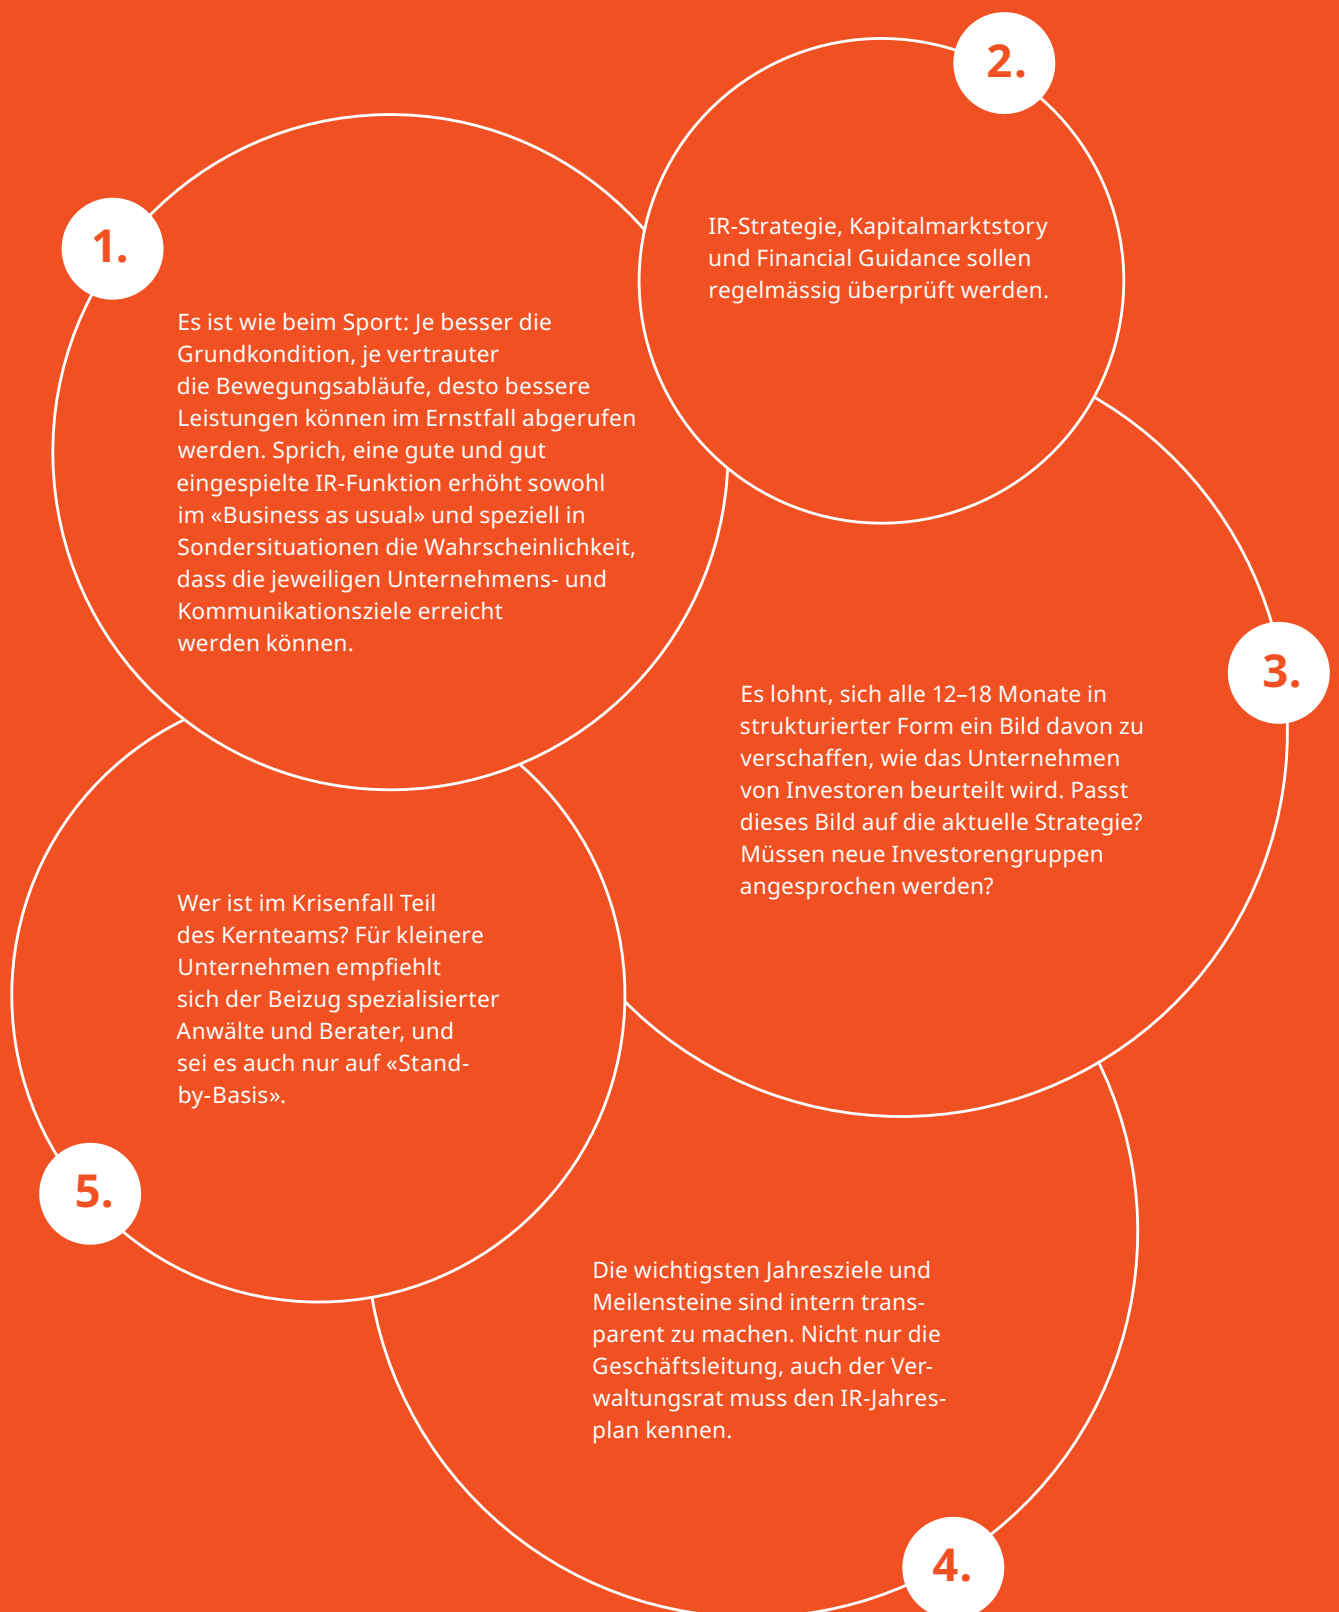 1.
Es ist wie beim Sport: Je besser die
Grundkondition, je vertrauter
die Bewegungsabläufe, desto bessere
Leistungen können im Ernstfall abgerufen
werden. Sprich, eine gute und gut
eingespielte IR-Funktion erhöht sowohl
im «Business as usual» und speziell in
Sondersituationen die Wahrscheinlichkeit,
dass die jeweiligen Unternehmens- und
Kommunikationsziele erreicht
werden können.
2.
IR-Strategie, Kapitalmarktstory
und Financial Guidance sollen
regelmässig überprüft werden.
3.
Es lohnt, sich alle 12–18 Monate in
strukturierter Form ein Bild davon zu
verschaffen, wie das Unternehmen
von Investoren beurteilt wird. Passt
dieses Bild auf die aktuelle Strategie?
Müssen neue Investorengruppen
angesprochen werden?
4.
Die wichtigsten Jahresziele und
Meilensteine sind intern trans-
parent zu machen. Nicht nur die
Geschäftsleitung, auch der Ver-
waltungsrat muss den IR-Jahres-
plan kennen.
5.
Wer ist im Krisenfall Teil
des Kernteams? Für kleinere
Unternehmen empfiehlt
sich der Beizug spezialisierter
Anwälte und Berater, und
sei es auch nur auf «Stand-
by-Basis».